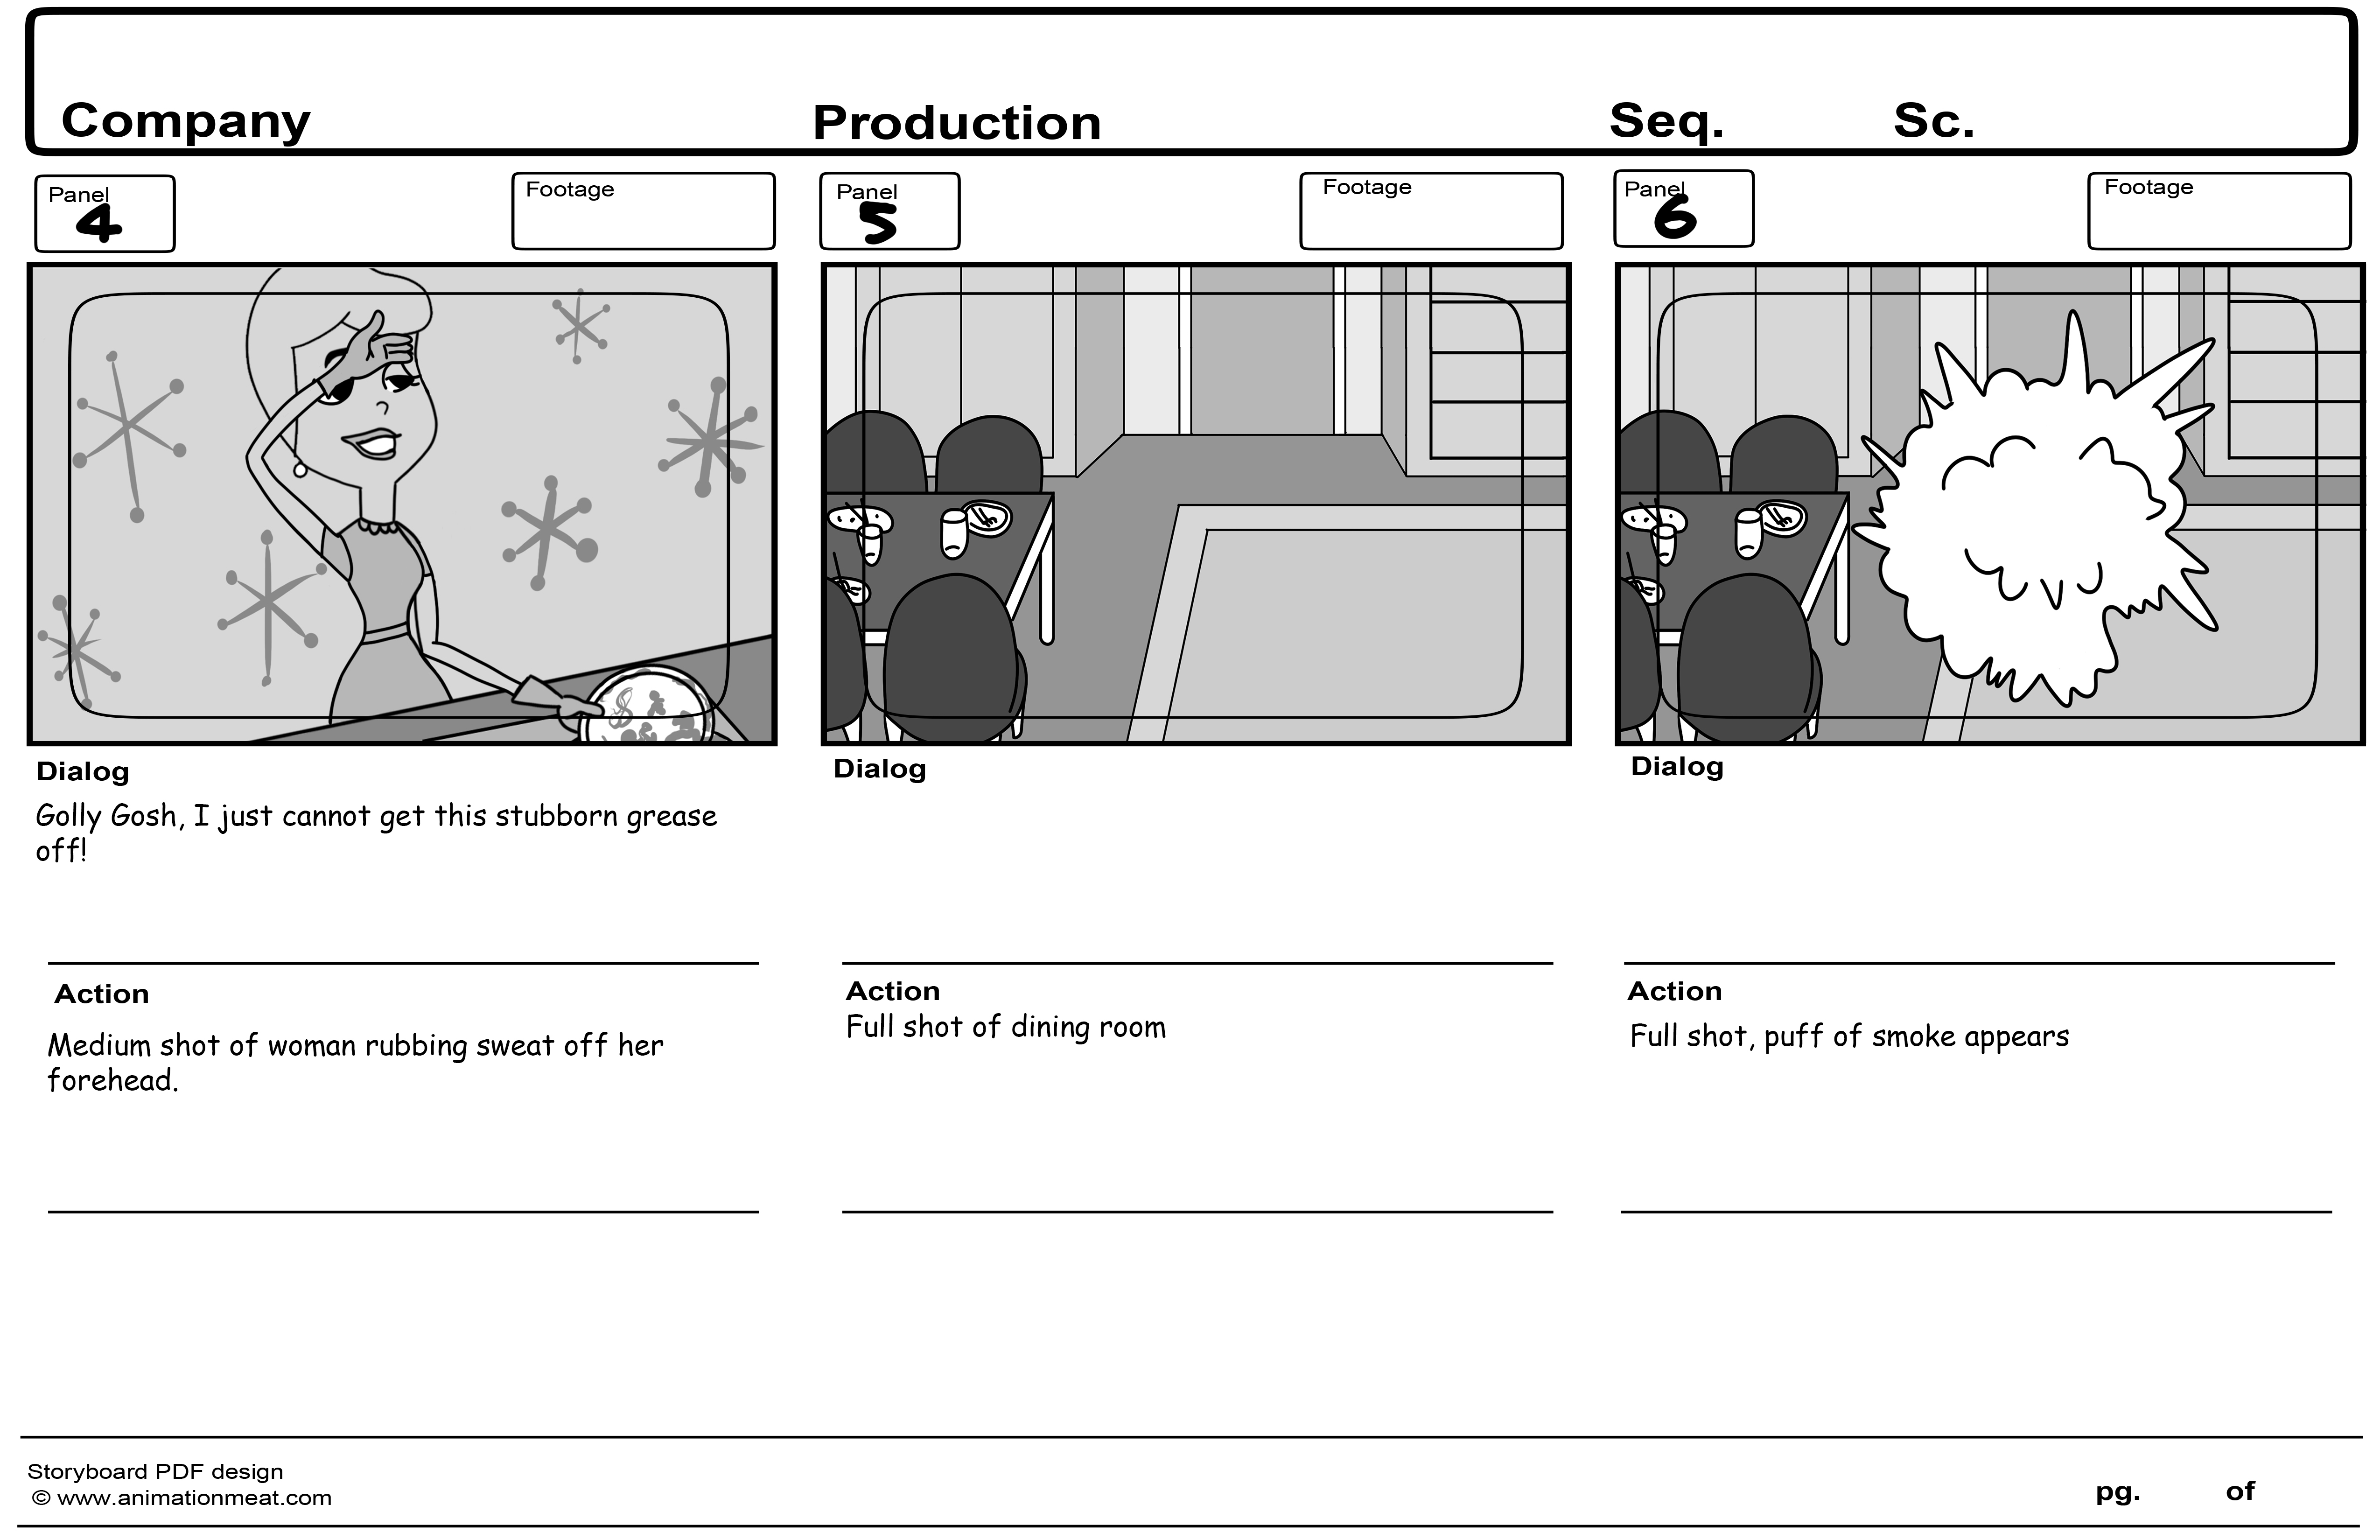 Company Production Seq. Sc.
Panel 4 Footage
Panel 5 Footage
Panel 6 Footage
Dialog
Golly Gosh, I just cannot get this stubborn grease
off!
Action
Medium shot of woman rubbing sweat off her
forehead.
Dialog
Action
Full shot of dining room
Dialog
Action
Full shot, puff of smoke appears
Storyboard PDF design
© www.animationmeat.com
pg. of